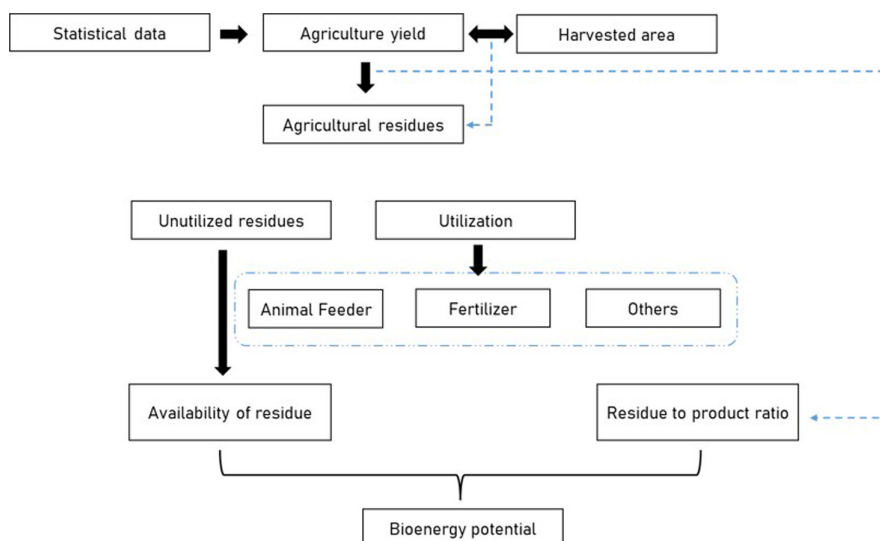 Statistical data
Agriculture yield
Harvested area
Agricultural residues
Unutilized residues
Utilization
Animal Feeder
Fertilizer
Others
Availability of residue
Residue to product ratio
Bioenergy potential